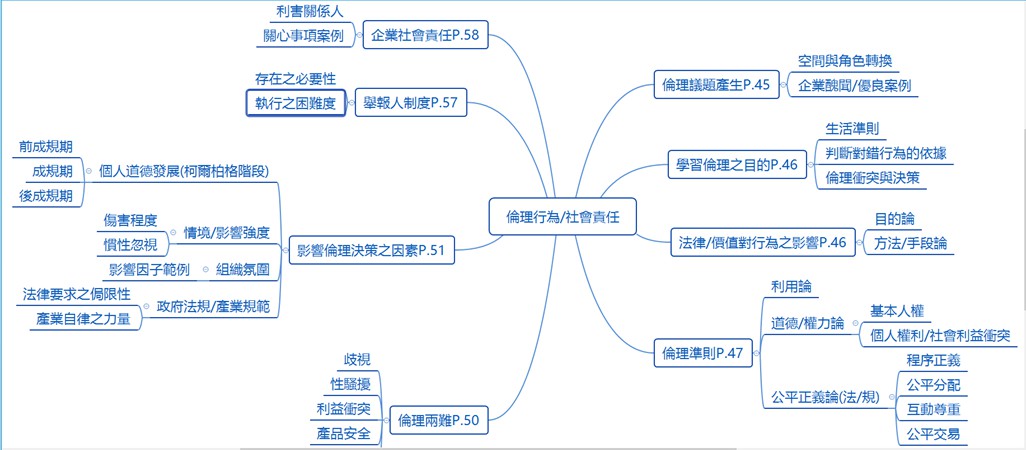 倫理行為/社會責任
倫理議題產生P.45
空間與角色轉換
企業醜聞/優良案例
學習倫理之目的P.46
生活準則
判斷對錯行為的依據
倫理衝突與決策
法律/價值對行為之影響P.46
目的論
方法/手段論
倫理準則P.47
利用論
道德/權力論
基本人權
個人權利/社會利益衝突
公平正義論(法/規)
程序正義
公平分配
互動尊重
公平交易
企業社會責任P.58
利害關係人
關心事項案例
舉報人制度P.57
存在之必要性
執行之困難度
影響倫理決策之因素P.51
個人道德發展(柯爾柏格階段)
前成規期
成規期
後成規期
情境/影響強度
傷害程度
慣性忽視
組織氛圍
影響因子範例
政府法規/產業規範
法律要求之侷限性
產業自律之力量
倫理兩難P.50
歧視
性騷擾
利益衝突
產品安全